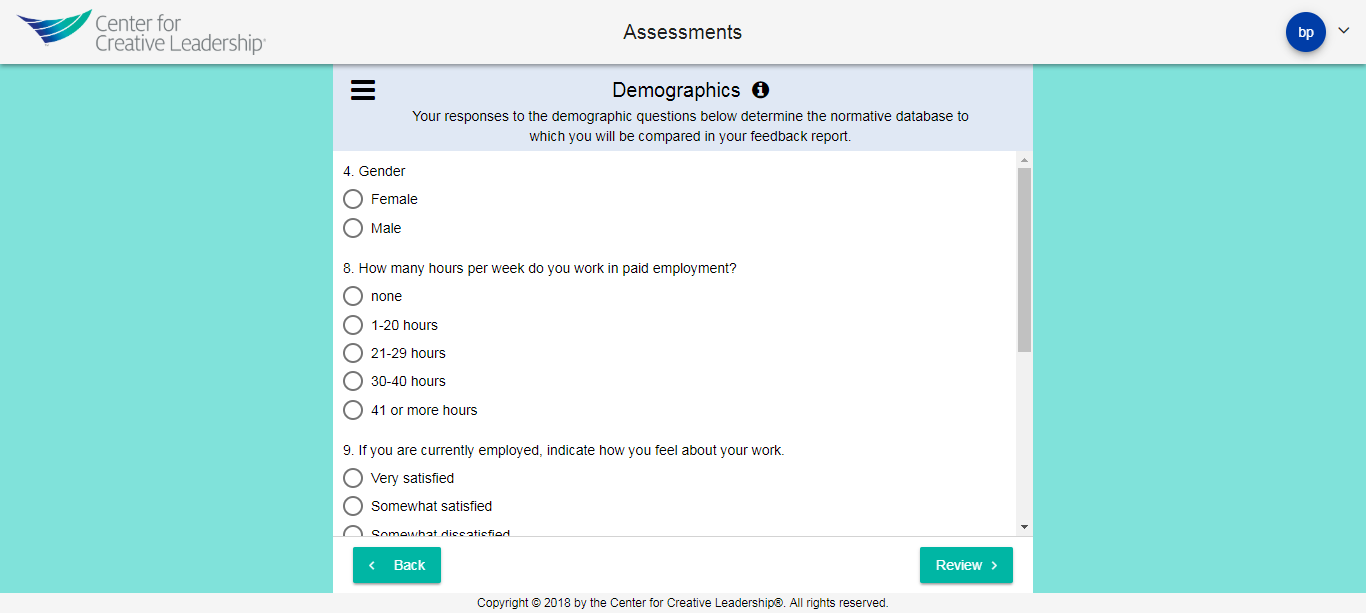 Center for
Creative Leadership®
Assessments
bp
Demographics
Your responses to the demographic questions below determine the normative database to
which you will be compared in your feedback report.
4. Gender
Female
Male
8. How many hours per week do you work in paid employment?
none
1-20 hours
21-29 hours
30-40 hours
41 or more hours
9. If you are currently employed, indicate how you feel about your work.
Very satisfied
Somewhat satisfied
Somewhat dissatisfied
Back
Review
Copyright © 2018 by the Center for Creative Leadership®. All rights reserved.